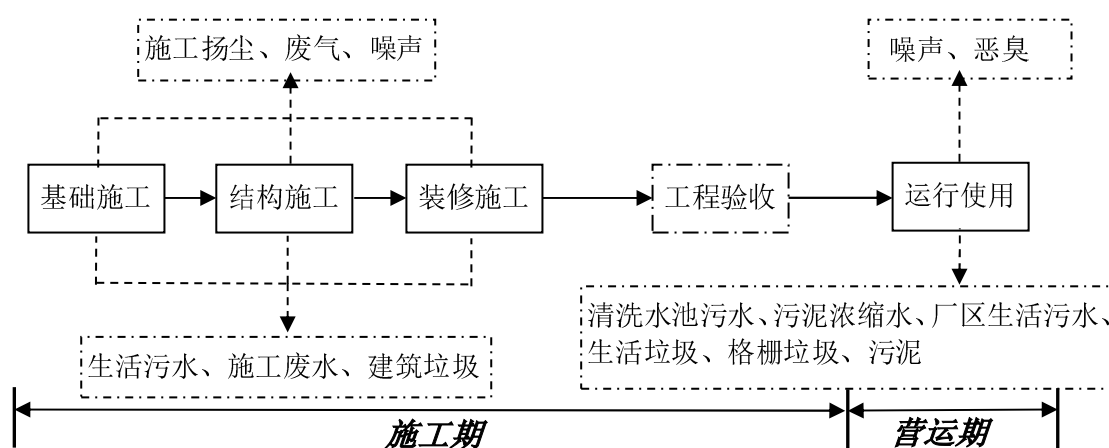 施工扬尘、废气、噪声
噪声、恶臭
基础施工
结构施工
装修施工
工程验收
运行使用
清洗水池污水、污泥浓缩水、厂区生活污水、
生活垃圾、格栅垃圾、污泥
生活污水、施工废水、建筑垃圾
施工期
营运期